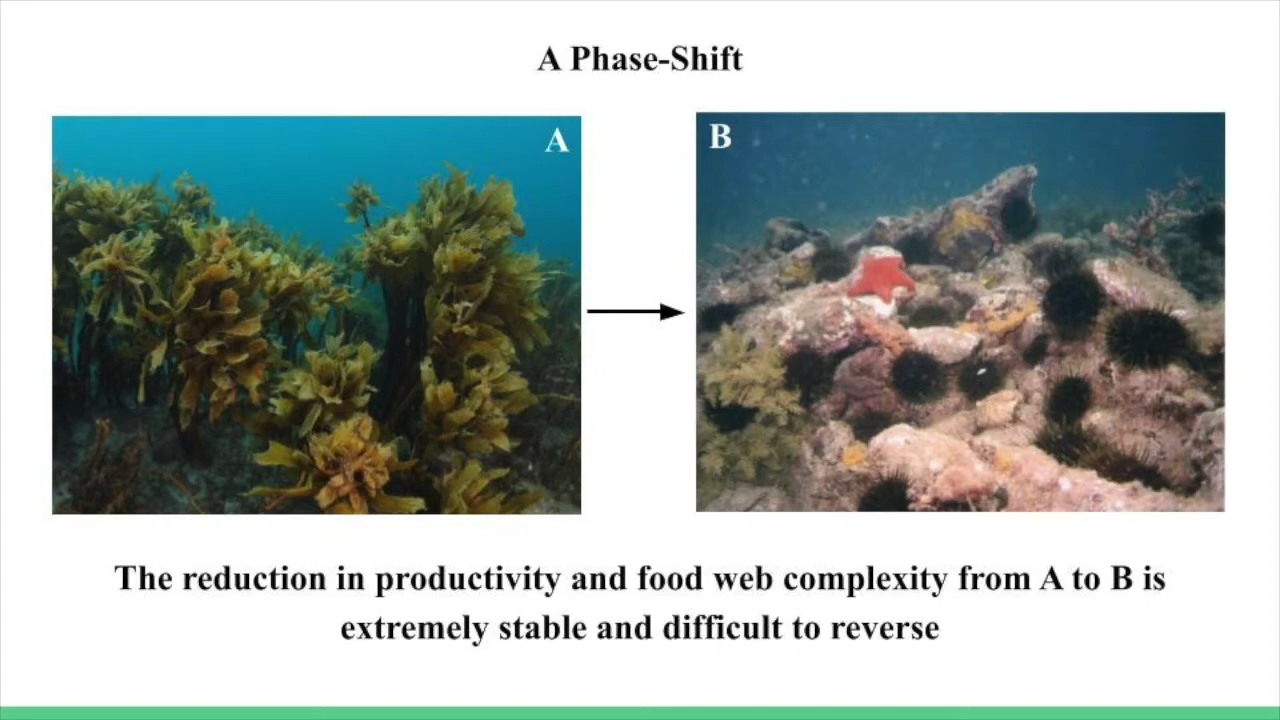 A Phase-Shift
A
B
The reduction in productivity and food web complexity from A to B is
extremely stable and difficult to reverse